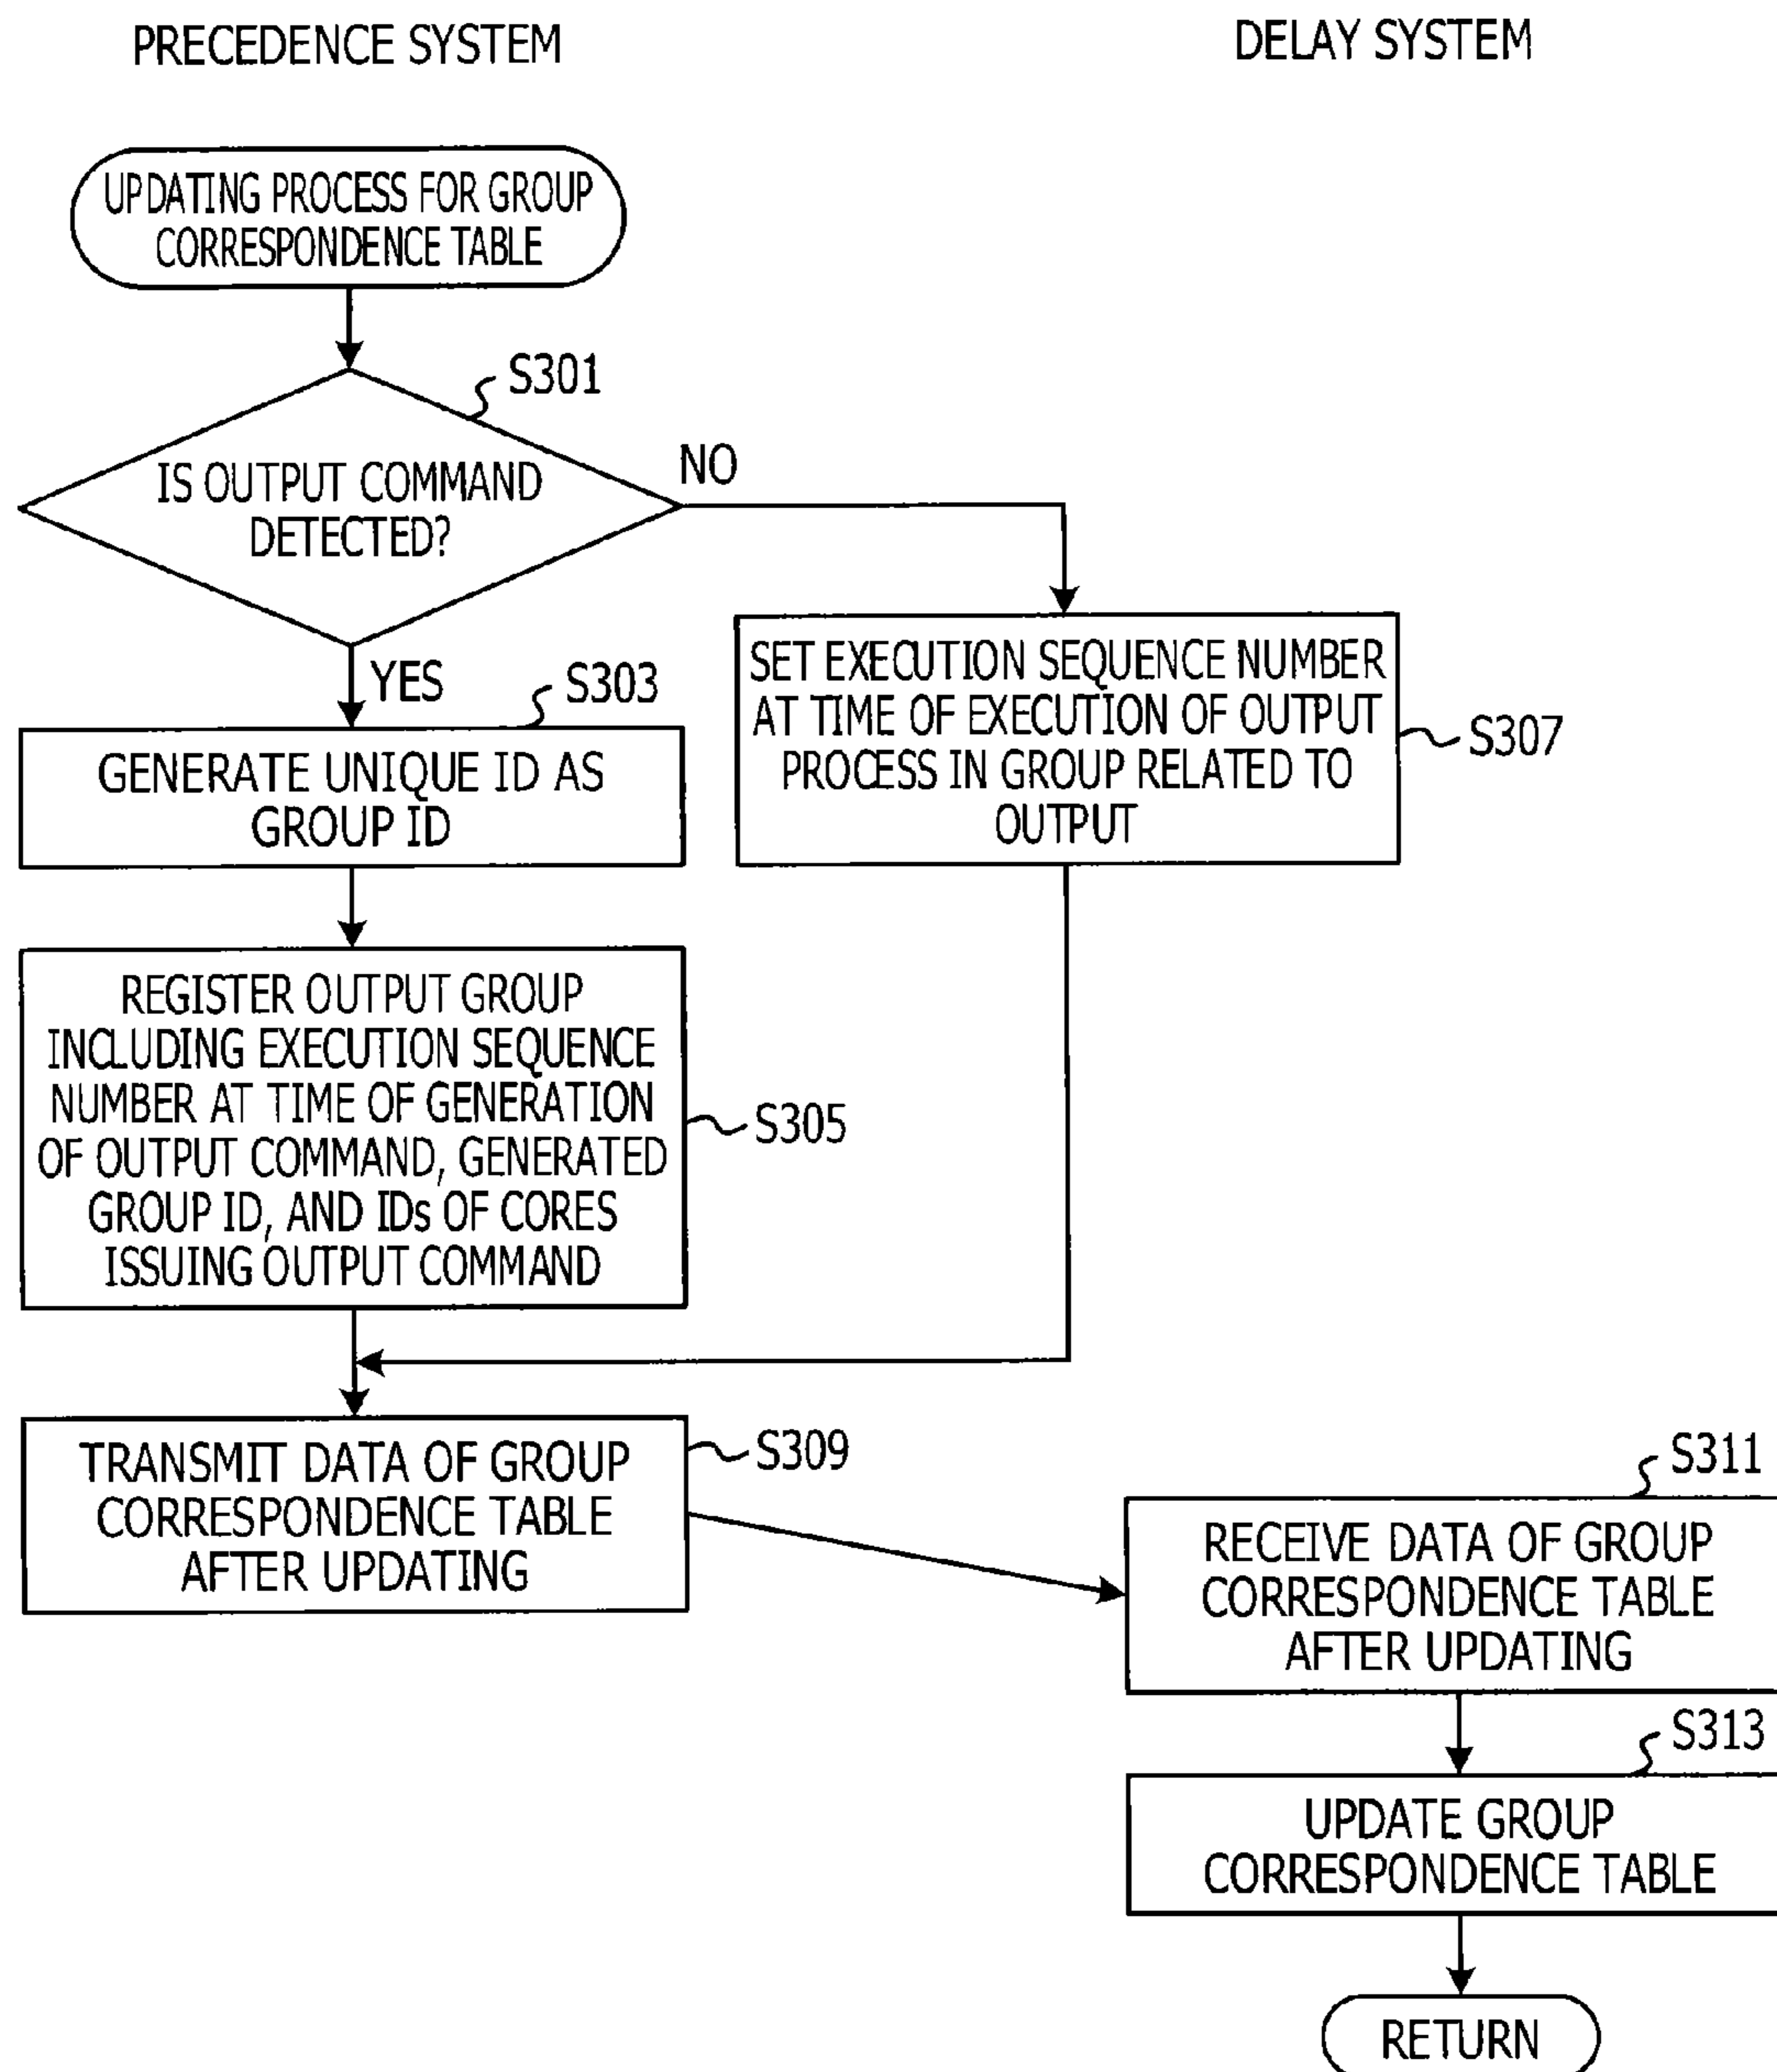 PRECEDENCE SYSTEM
DELAY SYSTEM
UPDATING PROCESS FOR GROUP
CORRESPONDENCE TABLE
S301
IS OUTPUT COMMAND
DETECTED?
NO
YES
S303
GENERATE UNIQUE ID AS
GROUP ID
SET EXECUTION SEQUENCE NUMBER
AT TIME OF EXECUTION OF OUTPUT
PROCESS IN GROUP RELATED TO
OUTPUT
S307
REGISTER OUTPUT GROUP
INCLUDING EXECUTION SEQUENCE
NUMBER AT TIME OF GENERATION
OF OUTPUT COMMAND, GENERATED
GROUP ID, AND IDs OF CORES
ISSUING OUTPUT COMMAND
S305
TRANSMIT DATA OF GROUP
CORRESPONDENCE TABLE
AFTER UPDATING
S309
S311
RECEIVE DATA OF GROUP
CORRESPONDENCE TABLE
AFTER UPDATING
S313
UPDATE GROUP
CORRESPONDENCE TABLE
RETURN